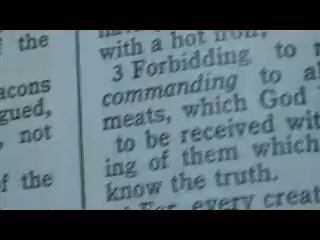 f the
acons
gued,
, not
f the
with a hot iron;
3 Forbidding to
commanding to a
meats, which God
to be received wit
ing of them which
know the truth.
For every creat